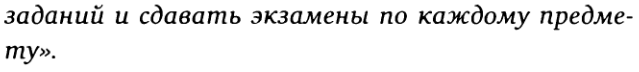 заданий и сдавать экзамены по каждому предме-
ту».